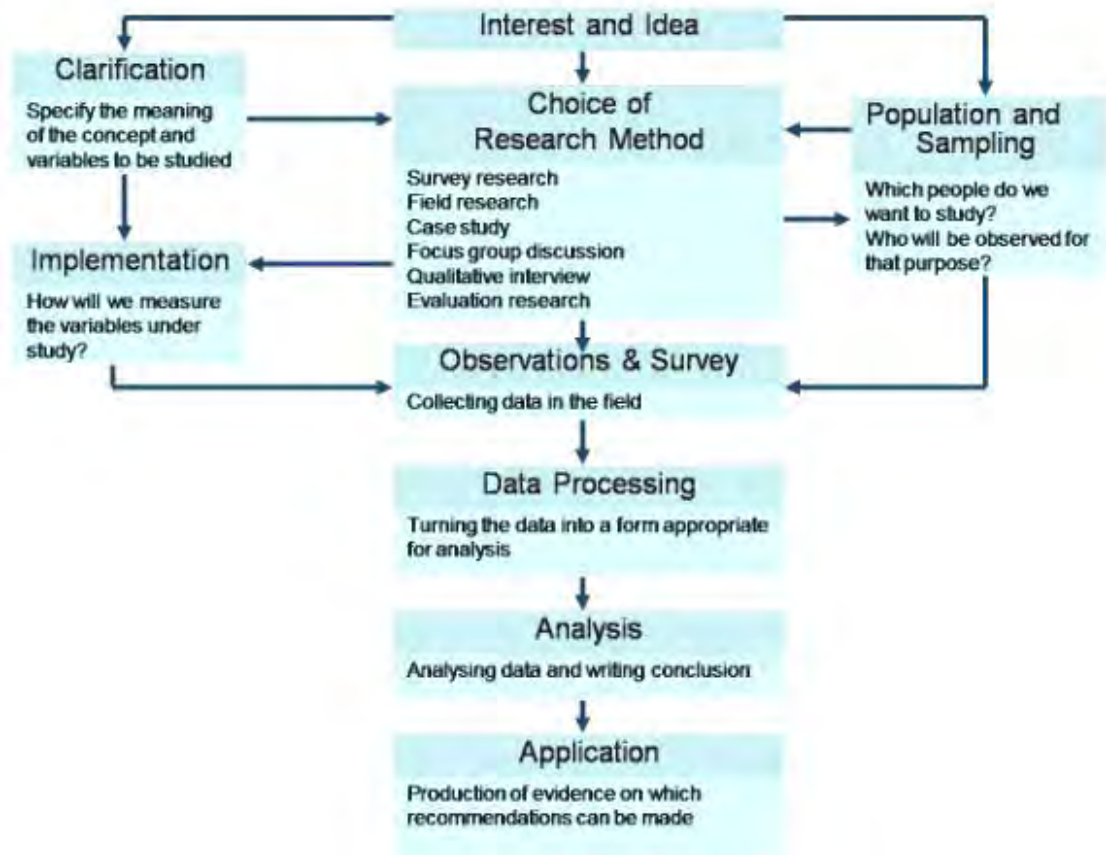 Interest and Idea
Clarification
Specify the meaning
of the concept and
variables to be studied
Choice of
Research Method
Survey research
Field research
Case study
Focus group discussion
Qualitative interview
Evaluation research
Population and
Sampling
Which people do we
want to study?
Who will be observed for
that purpose?
Implementation
How will we measure
the variables under
study?
Observations & Survey
Collecting data in the field
Data Processing
Turning the data into a form appropriate
for analysis
Analysis
Analysing data and writing conclusion
Application
Production of evidence on which
recommendations can be made